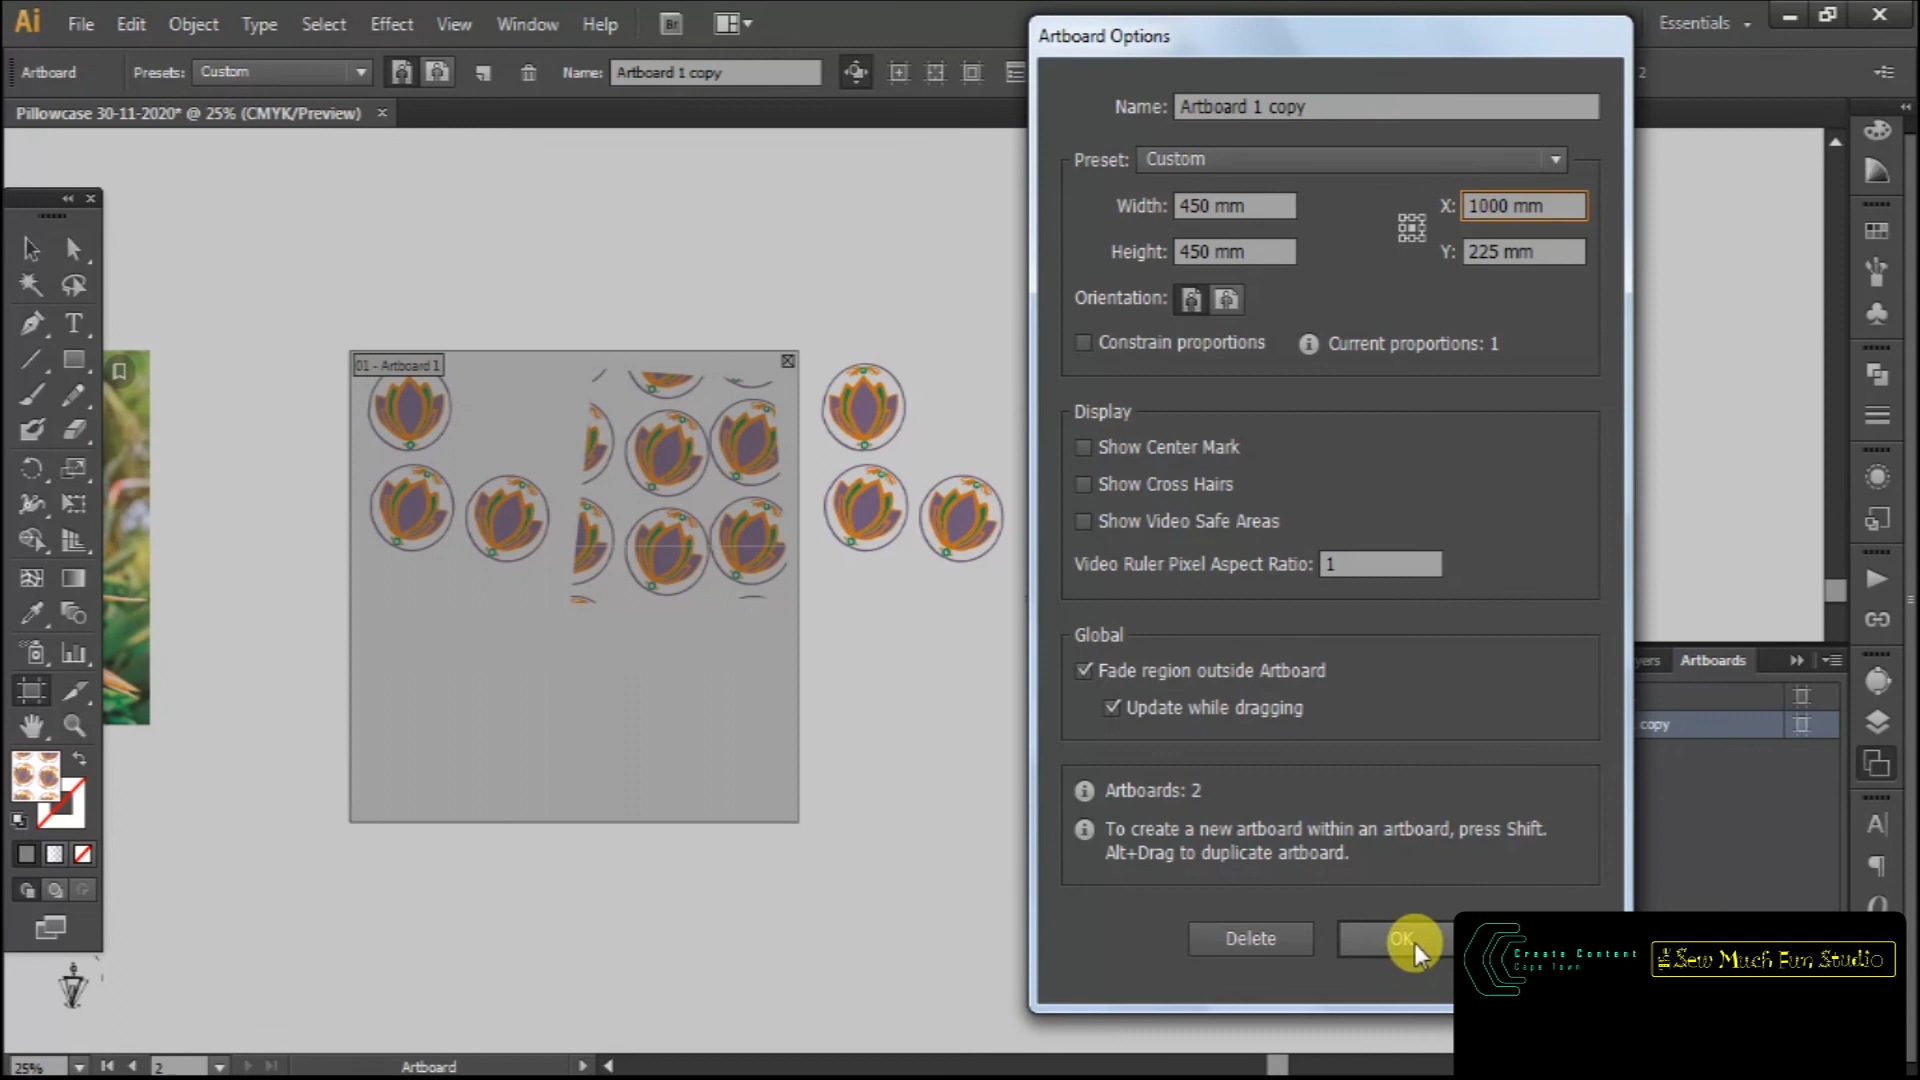 Ai File Edit Object Type Select Effect View Window Help Br Essentials
Artboard Presets: Custom Name: Artboard 1 copy 2
Pillowcase 30-11-2020* @ 25% (CMYK/Preview)
01 - Artboard 1
Artboard Options
Name: Artboard 1 copy
Preset: Custom
Width: 450 mm X: 1000 mm
Height: 450 mm Y: 225 mm
Orientation:
Constrain proportions Current proportions: 1
Display
Show Center Mark
Show Cross Hairs
Show Video Safe Areas
Video Ruler Pixel Aspect Ratio: 1
Global
Fade region outside Artboard
Update while dragging
Artboards: 2
To create a new artboard within an artboard, press Shift.
Alt+Drag to duplicate artboard.
Delete OK
yers Artboards
copy
Create Content
Cape Town
Sew Much Fun Studio
25% 2 Artboard